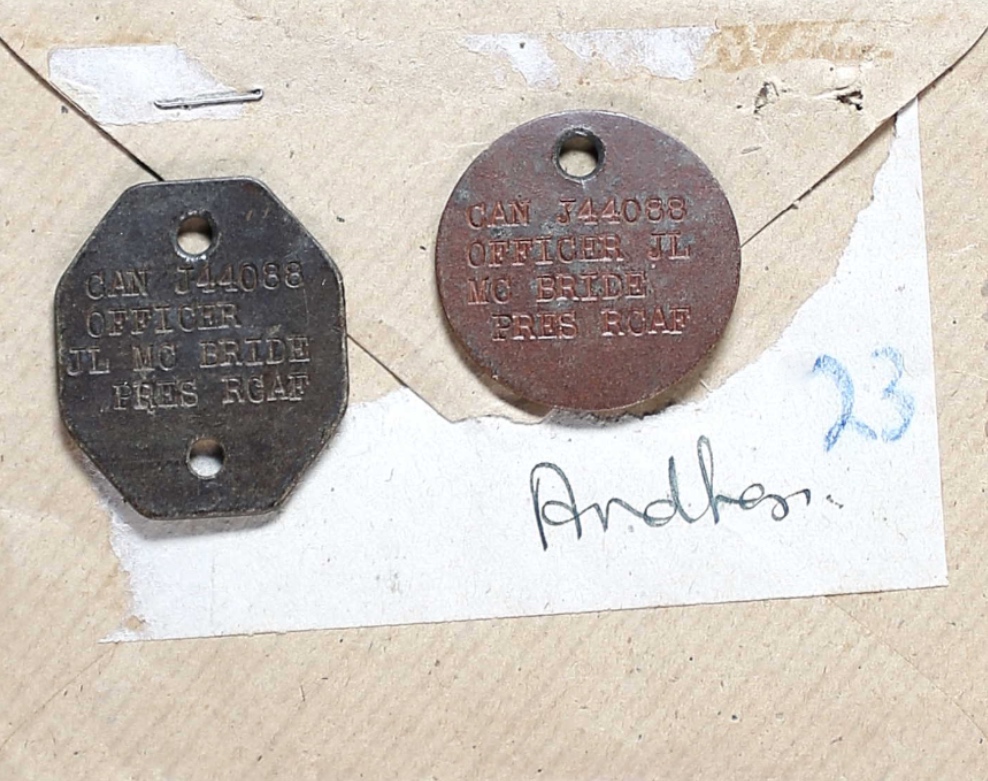 CAN J44088
OFFICER
JL MC BRIDE
PRES RCAF
CAN J44088
OFFICER JL
MC BRIDE
PRES RCAF
23